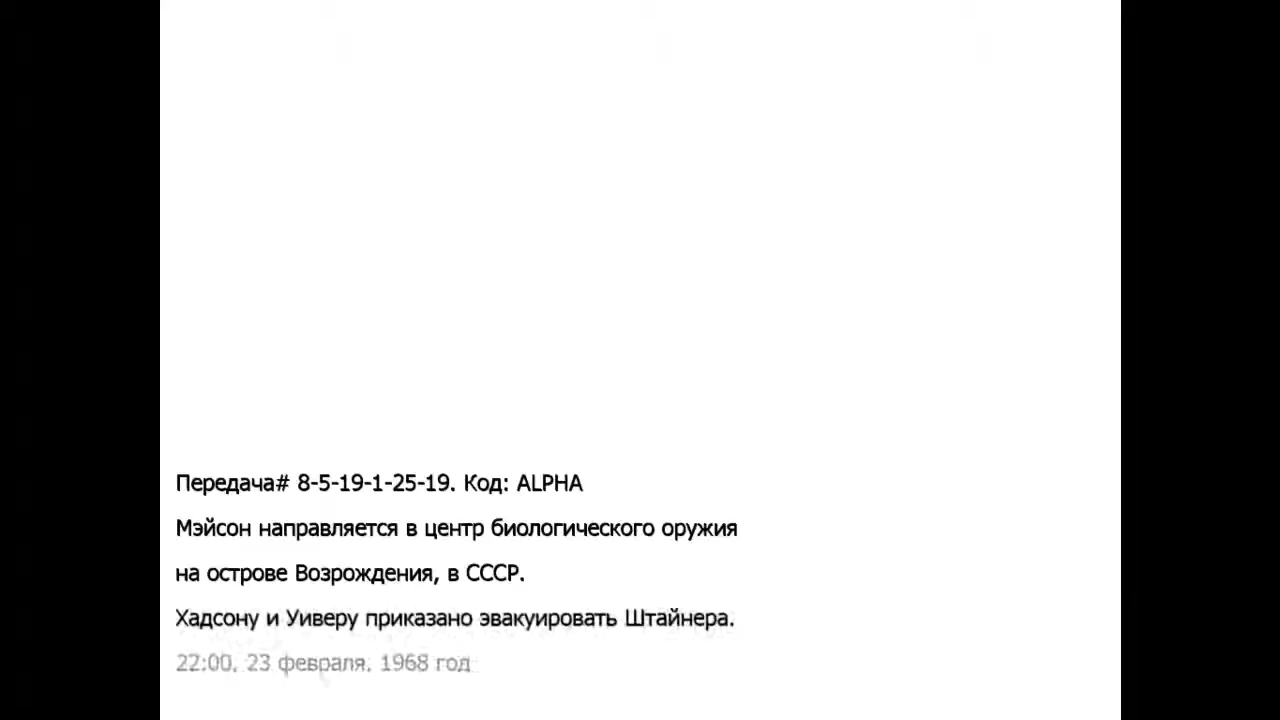 Передача# 8-5-19-1-25-19. Код: ALPHA
Мэйсон направляется в центр биологического оружия
на острове Возрождения, в СССР.
Хадсону и Уиверу приказано эвакуировать Штайнера.
22:00, 23 февраля, 1968 год